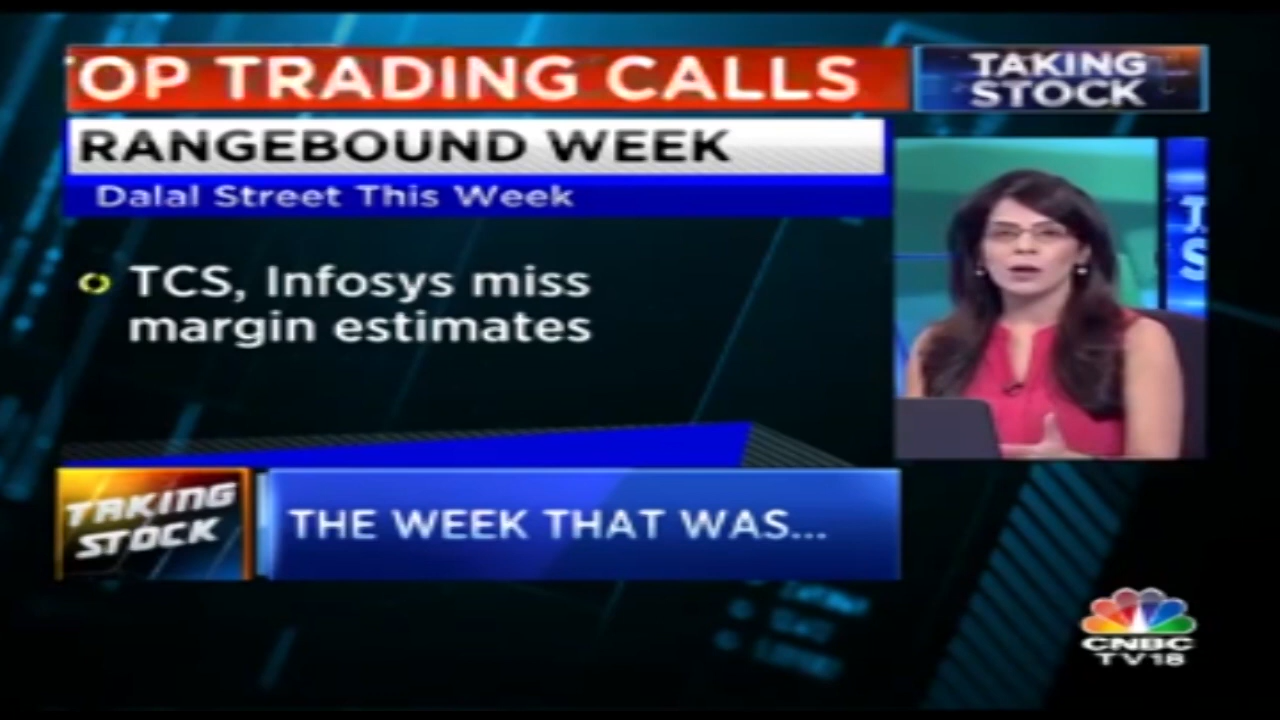 OP TRADING CALLS
TAKING
STOCK
RANGEBOUND WEEK
Dalal Street This Week
TCS, Infosys miss
margin estimates
TAKING
STOCK
THE WEEK THAT WAS...
CNBC
TV18